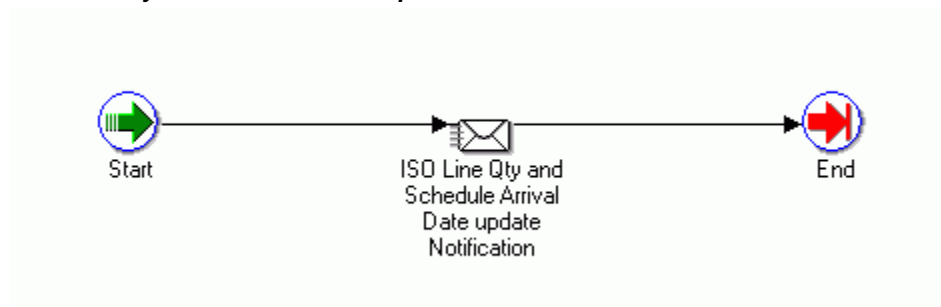 Start
ISO Line Qty and
Schedule Arrival
Date update
Notification
End